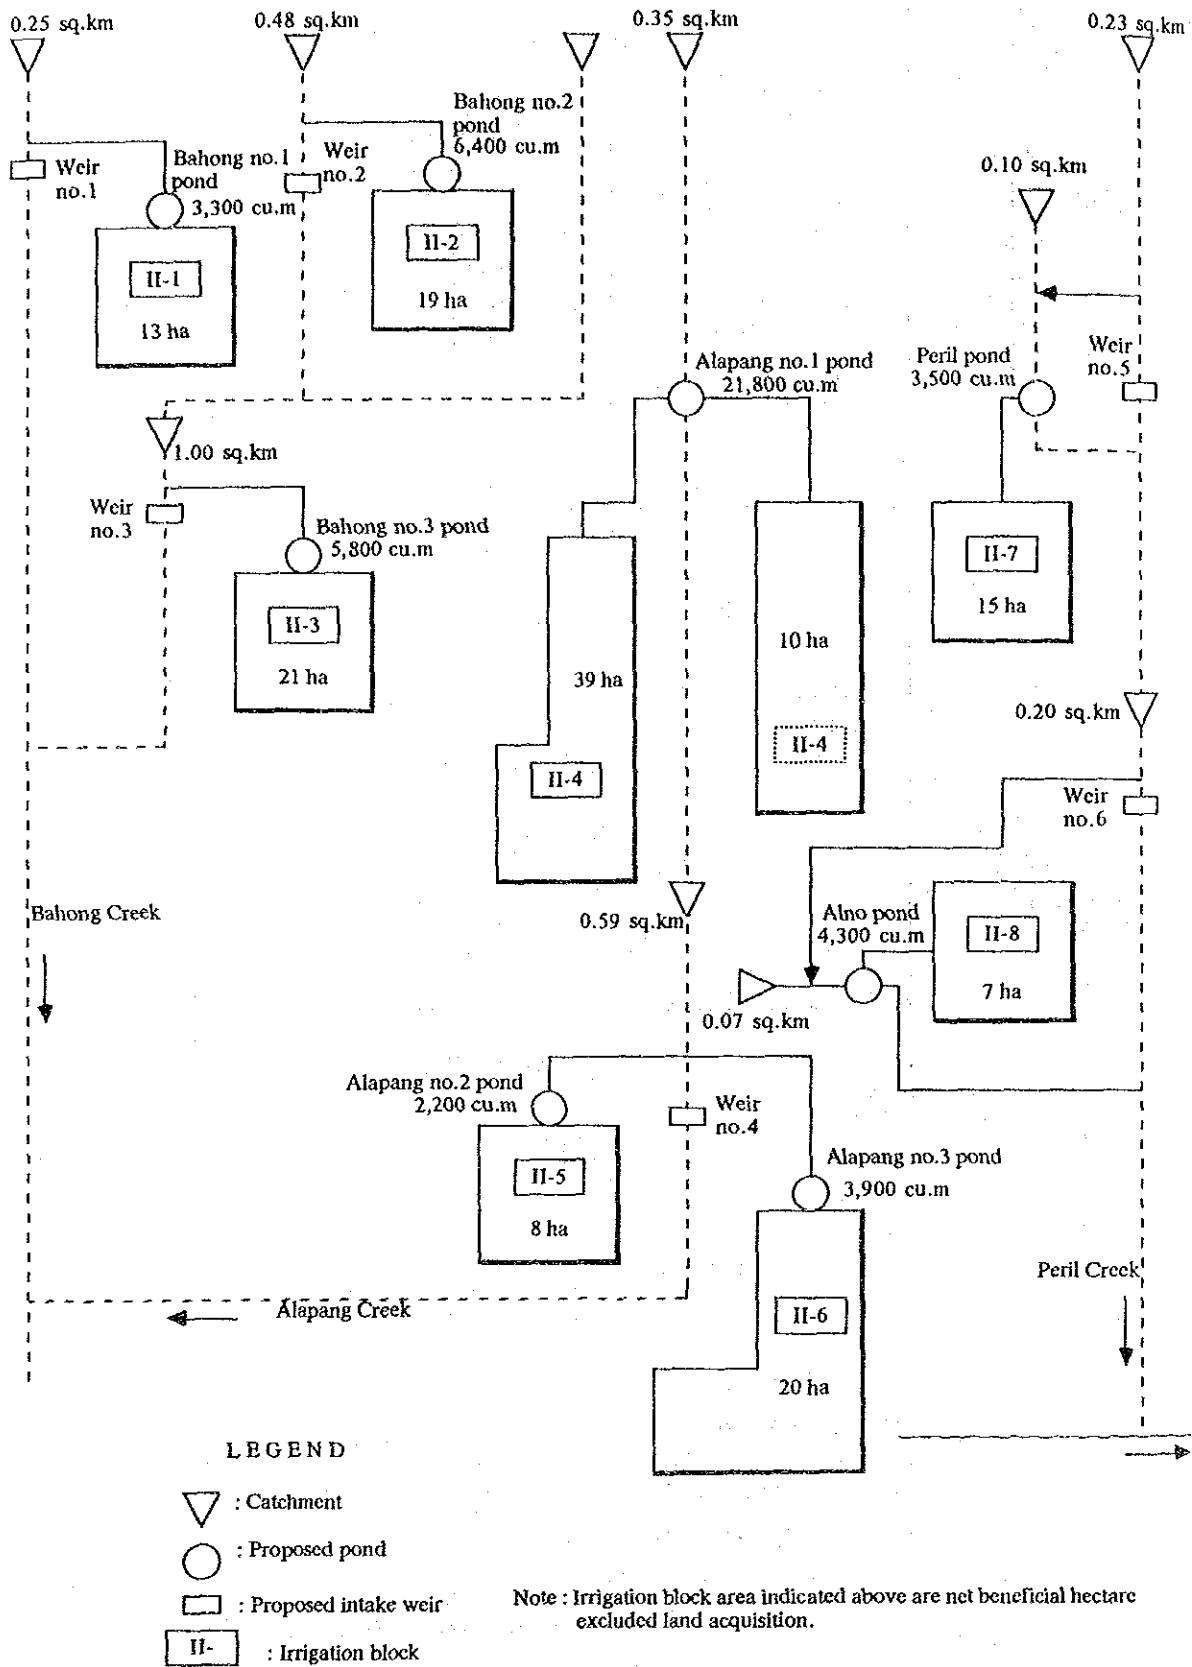 0.25 sq.km
0.48 sq.km
0.35 sq.km
0.23 sq.km
Bahong no.2
pond
6,400 cu.m
Weir
no.1
Bahong no.1
pond
3,300 cu.m
Weir
no.2
0.10 sq.km
II-1
13 ha
II-2
19 ha
Alapang no.1 pond
21,800 cu.m
Peril pond
3,500 cu.m
Weir
no.5
1.00 sq.km
Weir
no.3
Bahong no.3 pond
5,800 cu.m
II-3
21 ha
39 ha
II-4
10 ha
II-4
II-7
15 ha
0.20 sq.km
Weir
no.6
Bahong Creek
0.59 sq.km
Alno pond
4,300 cu.m
II-8
7 ha
0.07 sq.km
Alapang no.2 pond
2,200 cu.m
Weir
no.4
II-5
8 ha
Alapang no.3 pond
3,900 cu.m
Alapang Creek
II-6
20 ha
Peril Creek
LEGEND
: Catchment
: Proposed pond
: Proposed intake weir
II- : Irrigation block
Note : Irrigation block area indicated above are net beneficial hectare
excluded land acquisition.